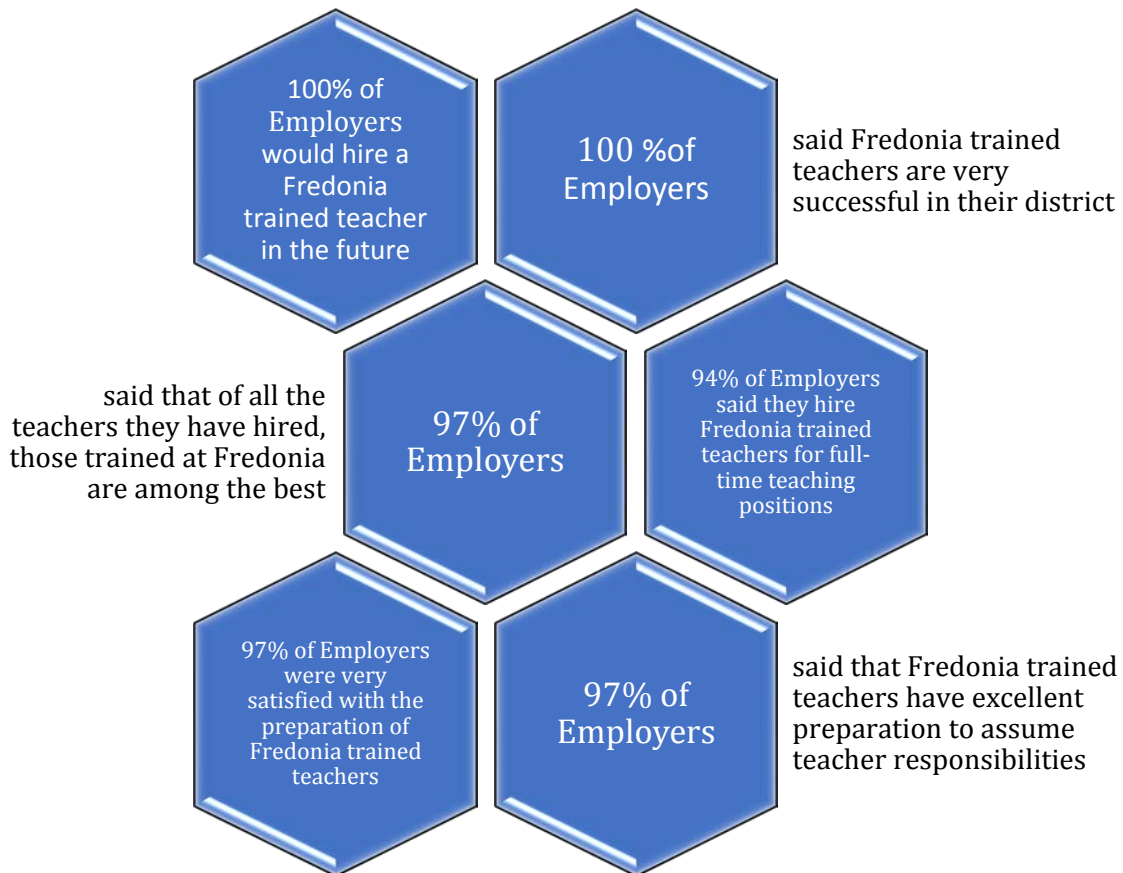 100% of
Employers
would hire a
Fredonia
trained teacher
in the future
100 %of
Employers
said Fredonia trained
teachers are very
successful in their district
said that of all the
teachers they have hired,
those trained at Fredonia
are among the best
97% of
Employers
94% of Employers
said they hire
Fredonia trained
teachers for full-
time teaching
positions
97% of Employers
were very
satisfied with the
preparation of
Fredonia trained
teachers
97% of
Employers
said that Fredonia trained
teachers have excellent
preparation to assume
teacher responsibilities